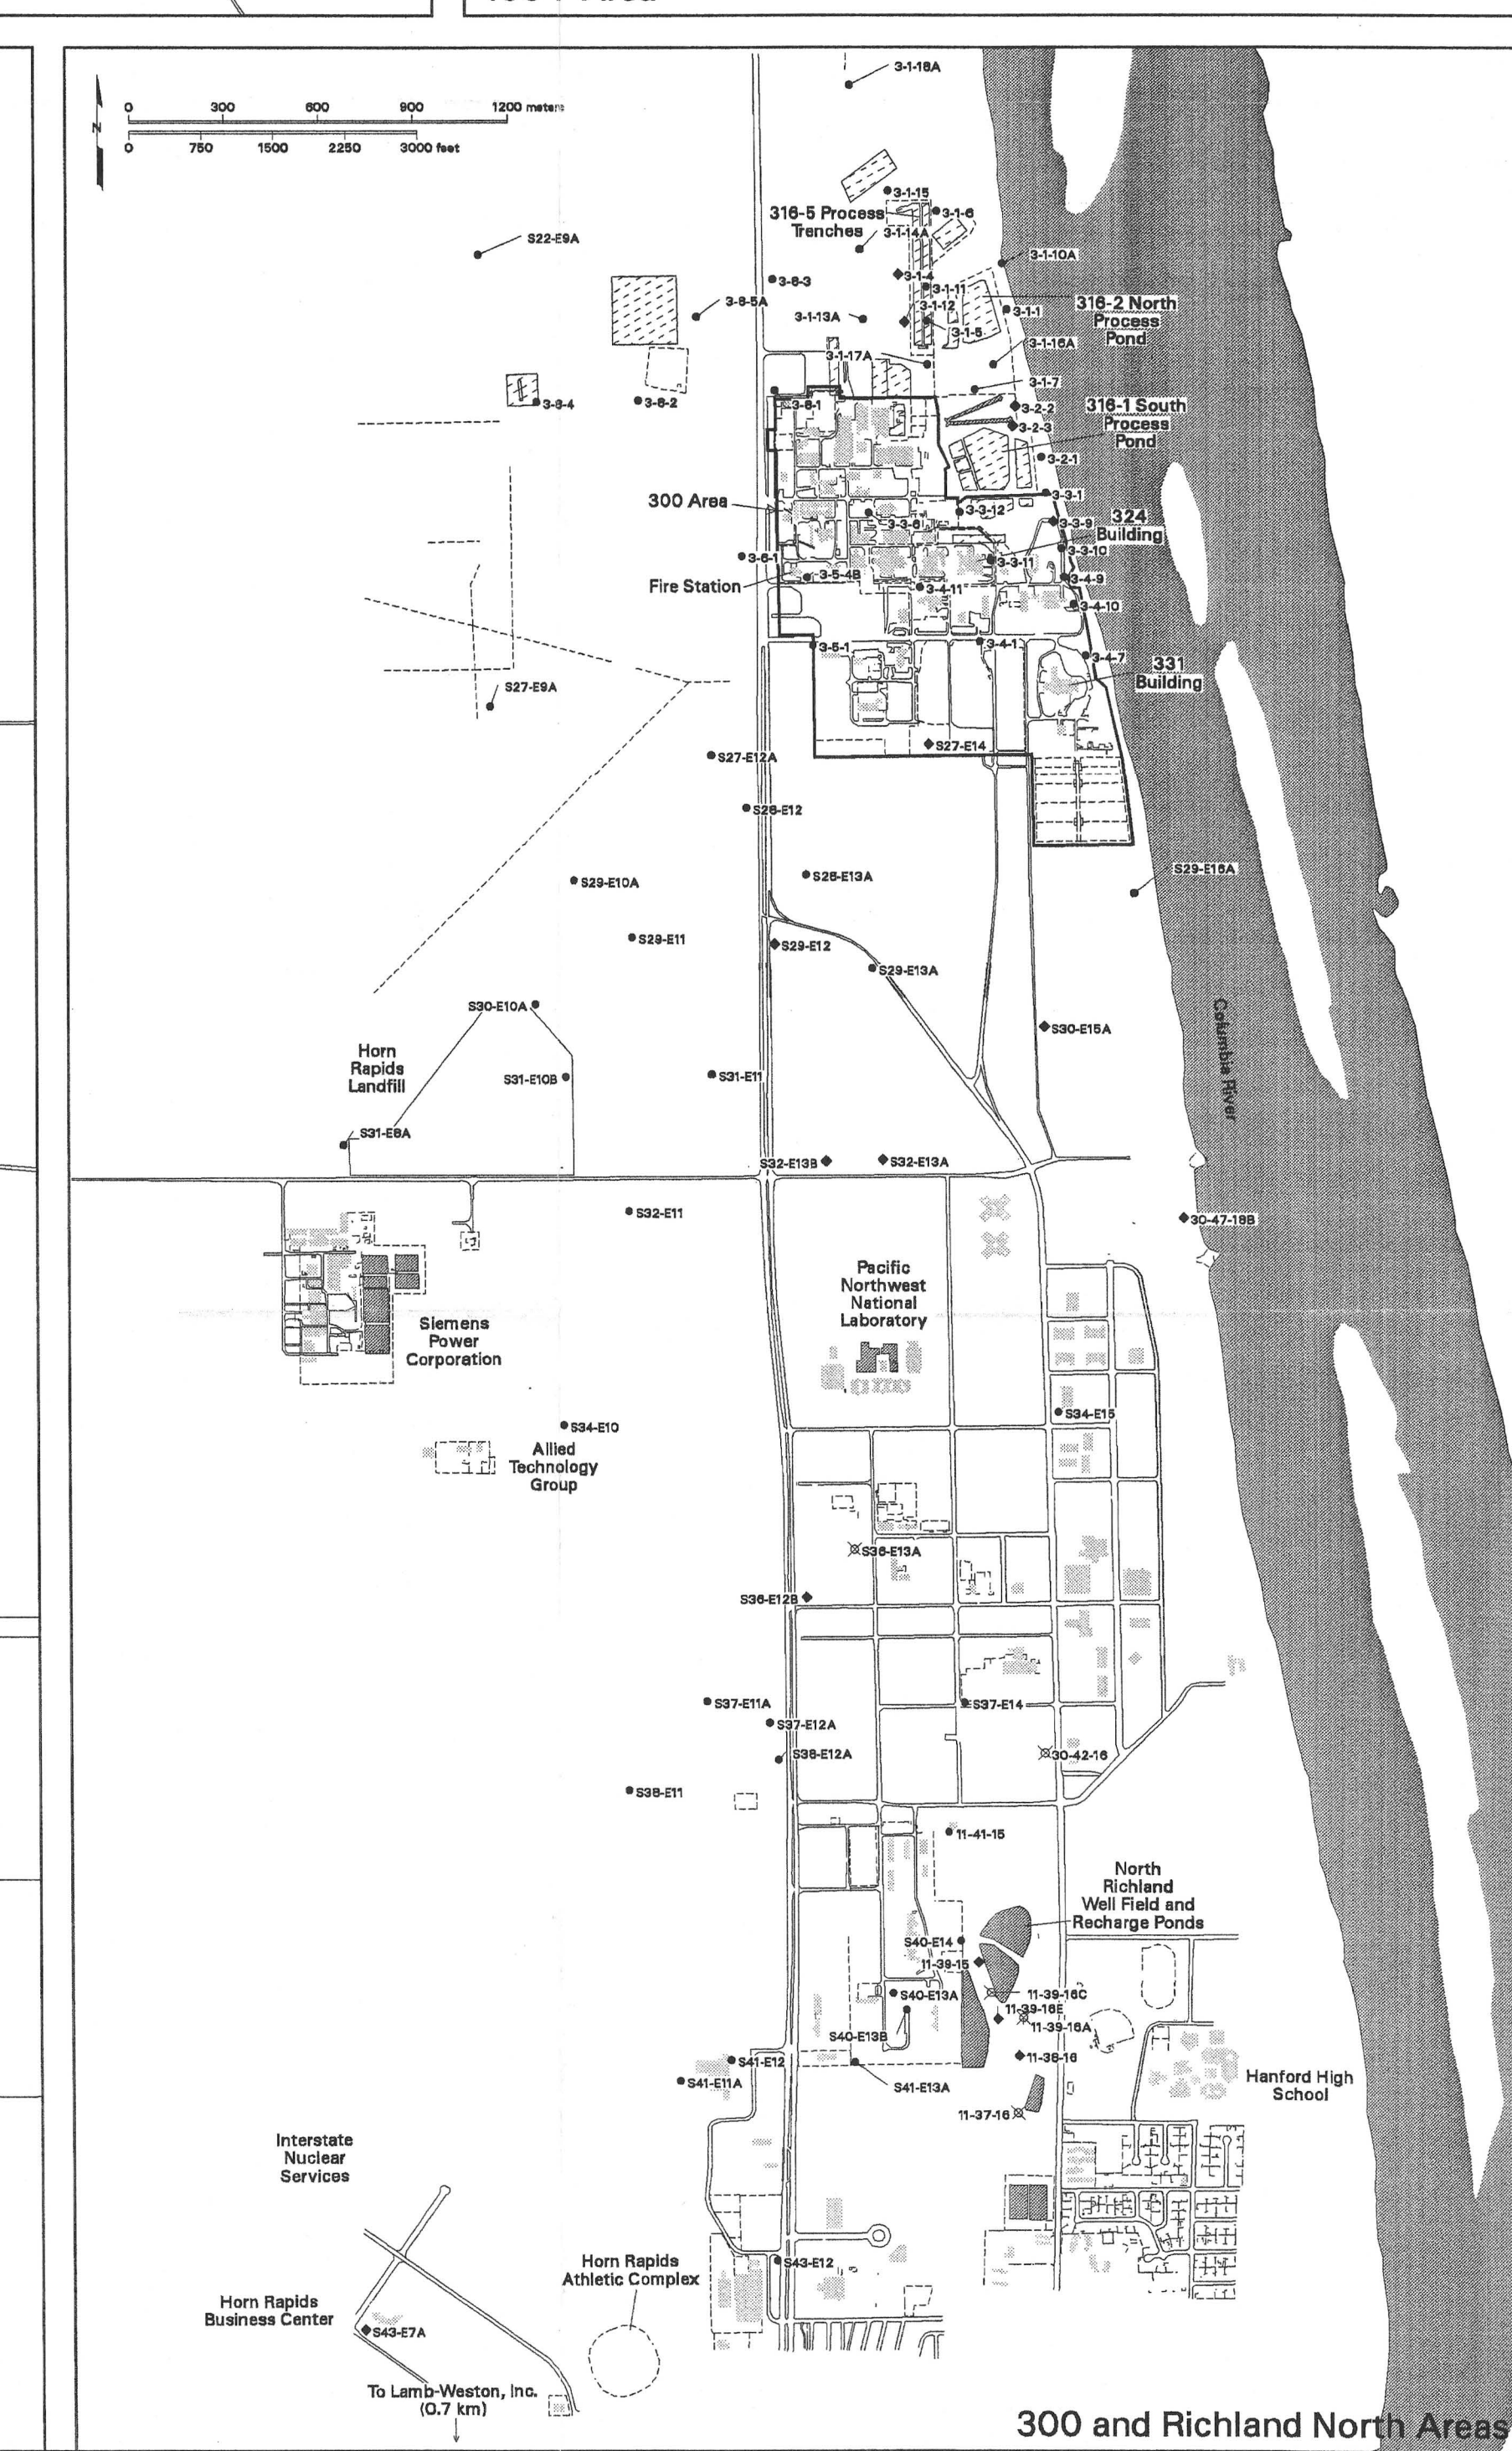 3-1-18A
0 300 600 900 1200 meters
N
0 750 1500 2250 3000 feet
3-1-15
316-5 Process
Trenches
3-1-6
3-1-14A
S22-E9A
3-1-10A
3-1-4
3-8-3
3-1-11
3-8-5A
3-1-12
316-2 North
Process
Pond
3-1-1
3-1-13A
3-1-5
3-1-16A
3-1-17A
3-1-7
3-8-4
3-8-2
3-8-1
3-2-2
316-1 South
Process
Pond
3-2-3
3-2-1
300 Area
3-3-1
3-3-12
324
Building
3-3-6
3-3-9
3-3-10
3-6-1
3-3-11
Fire Station
3-5-4B
3-4-9
3-4-11
3-4-10
3-5-1
3-4-1
3-4-7
331
Building
S27-E9A
S27-E14
S27-E12A
S28-E12
S29-E16A
S28-E13A
S29-E10A
S29-E11
S29-E12
S29-E13A
S30-E10A
Columbia River
S30-E15A
Horn
Rapids
Landfill
S31-E10B
S31-E11
S31-E8A
S32-E13B
S32-E13A
S32-E11
30-47-18B
Pacific
Northwest
National
Laboratory
Siemens
Power
Corporation
S34-E15
S34-E10
Allied
Technology
Group
S36-E13A
S36-E12B
S37-E11A
S37-E14
S37-E12A
S38-E12A
30-42-16
S38-E11
11-41-15
North
Richland
Well Field and
Recharge Ponds
S40-E14
11-39-15
S40-E13A
11-39-16C
11-39-16E
11-39-16A
S40-E13B
11-38-16
S41-E12
S41-E11A
S41-E13A
Hanford High
School
11-37-16
Interstate
Nuclear
Services
Horn Rapids
Athletic Complex
S43-E12
Horn Rapids
Business Center
S43-E7A
To Lamb-Weston, Inc.
(0.7 km)
300 and Richland North Areas